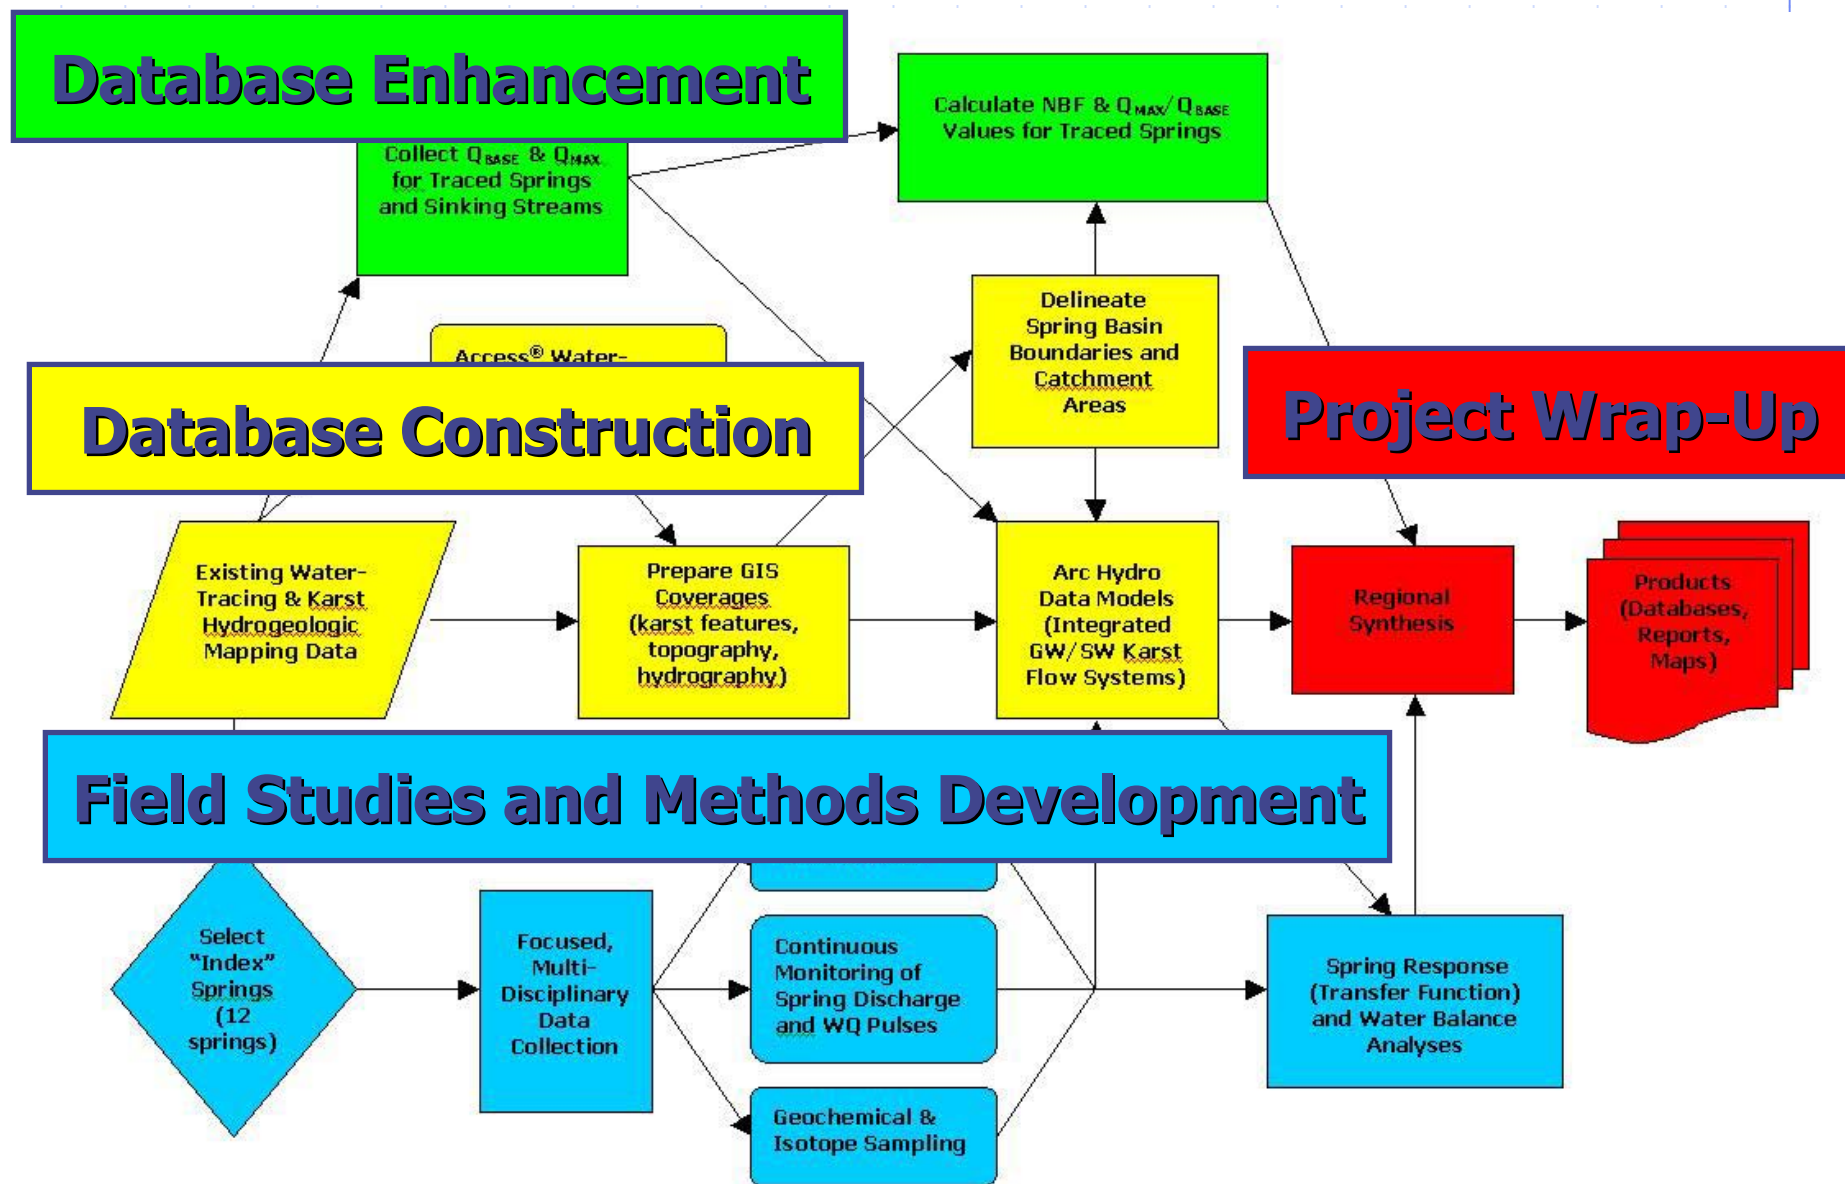 Database Enhancement
Calculate NBF & QMAX/QBASE
Values for Traced Springs
Collect QBASE & QMAX
for Traced Springs
and Sinking Streams
Delineate
Spring Basin
Boundaries and
Catchment
Areas
Access® Water-
Database Construction
Project Wrap-Up
Existing Water-
Tracing & Karst
Hydrogeologic
Mapping Data
Prepare GIS
Coverages
(karst features,
topography,
hydrography)
Arc Hydro
Data Models
(Integrated
GW/SW Karst
Flow Systems)
Regional
Synthesis
Products
(Databases,
Reports,
Maps)
Field Studies and Methods Development
Select
“Index”
Springs
(12
springs)
Focused,
Multi-
Disciplinary
Data
Collection
Continuous
Monitoring of
Spring Discharge
and WQ Pulses
Geochemical &
Isotope Sampling
Spring Response
(Transfer Function)
and Water Balance
Analyses